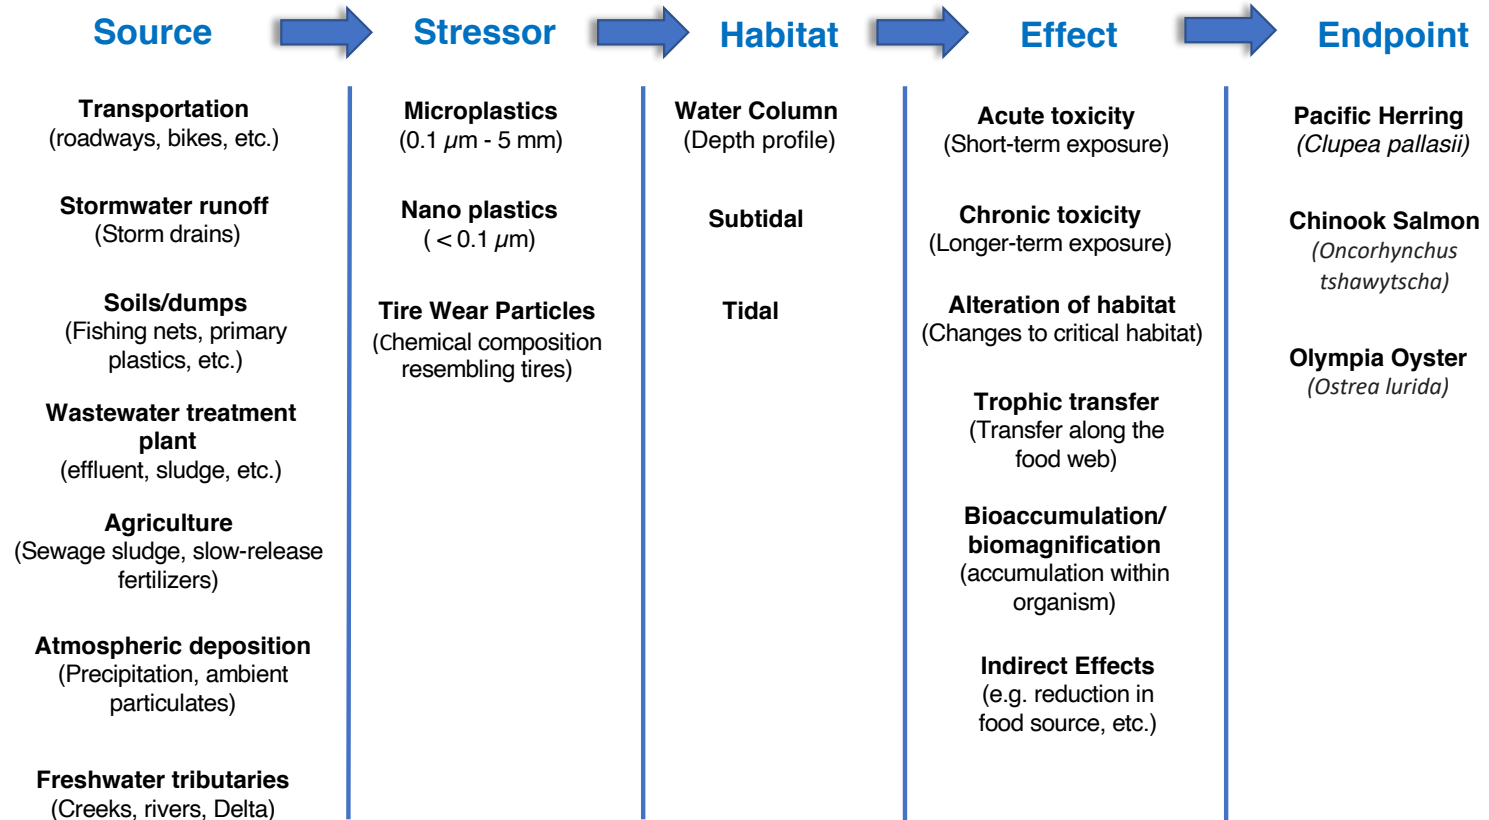 Source
Stressor
Habitat
Effect
Endpoint
Transportation
(roadways, bikes, etc.)
Stormwater runoff
(Storm drains)
Soils/dumps
(Fishing nets, primary
plastics, etc.)
Wastewater treatment
plant
(effluent, sludge, etc.)
Agriculture
(Sewage sludge, slow-release
fertilizers)
Atmospheric deposition
(Precipitation, ambient
particulates)
Freshwater tributaries
(Creeks, rivers, Delta)
Microplastics
(0.1 µm - 5 mm)
Nano plastics
( < 0.1 µm)
Tire Wear Particles
(Chemical composition
resembling tires)
Water Column
(Depth profile)
Subtidal
Tidal
Acute toxicity
(Short-term exposure)
Chronic toxicity
(Longer-term exposure)
Alteration of habitat
(Changes to critical habitat)
Trophic transfer
(Transfer along the
food web)
Bioaccumulation/
biomagnification
(accumulation within
organism)
Indirect Effects
(e.g. reduction in
food source, etc.)
Pacific Herring
(Clupea pallasii)
Chinook Salmon
(Oncorhynchus
tshawytscha)
Olympia Oyster
(Ostrea lurida)